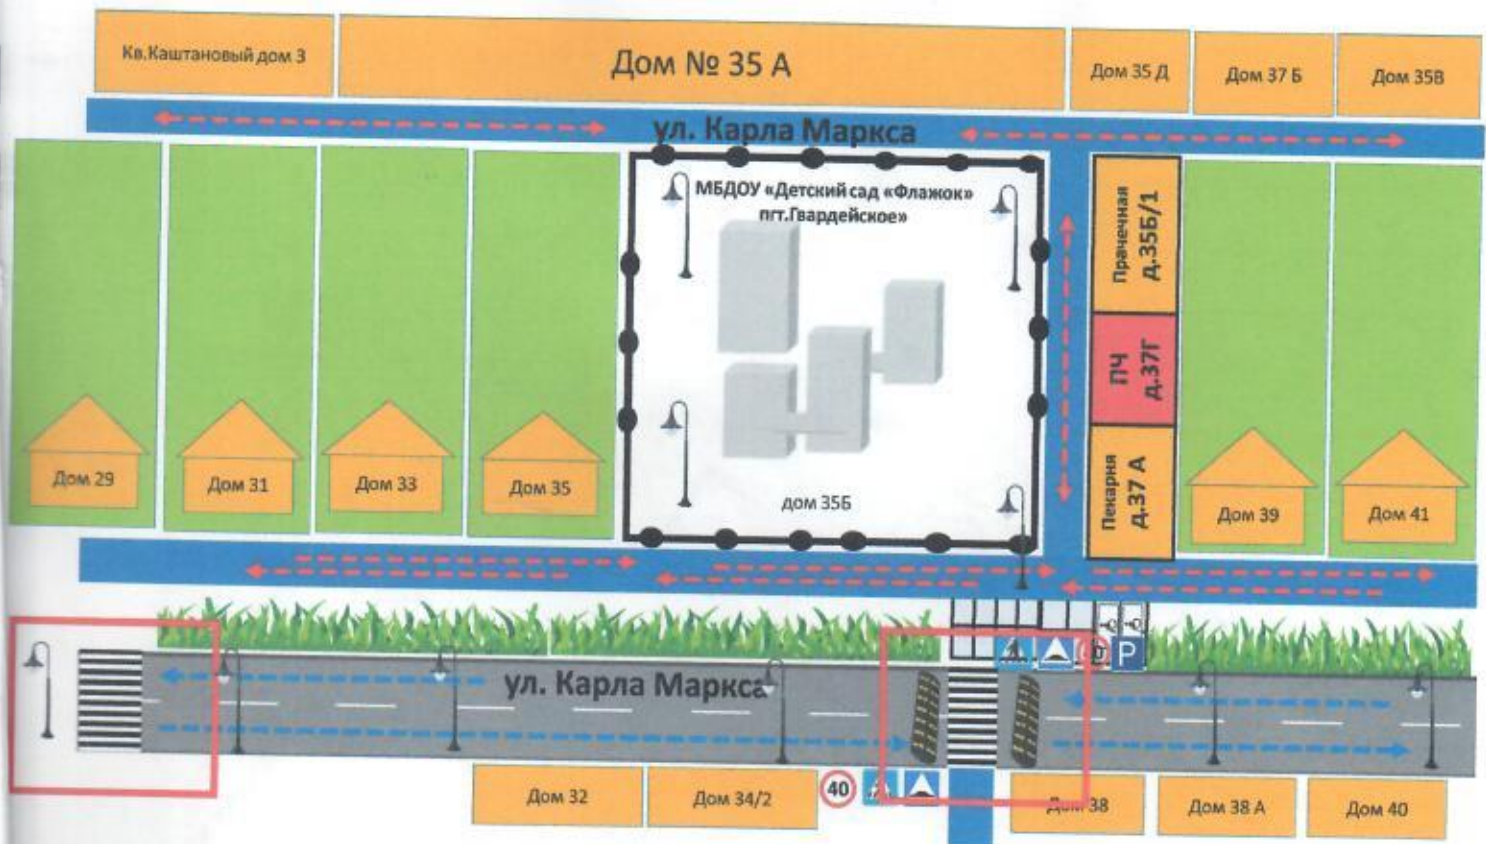 Кв.Каштановый дом 3
Дом № 35 А
Дом 35 Д
Дом 37 Б
Дом 35В
ул. Карла Маркса
МБДОУ «Детский сад «Флажок»
пгт.Гвардейское»
Прачечная
д.35Б/1
ПЧ
д.37Г
Пекарня
д.37 А
Дом 29
Дом 31
Дом 33
Дом 35
дом 35Б
Дом 39
Дом 41
P
ул. Карла Маркса
Дом 32
Дом 34/2
40
Дом 38
Дом 38 А
Дом 40